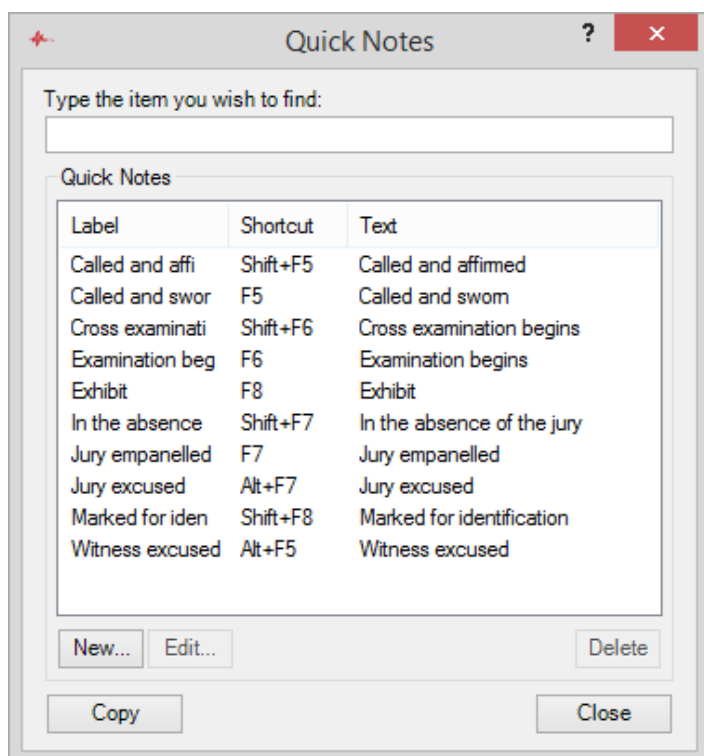 Quick Notes ? ×
Type the item you wish to find:
Quick Notes
Label Shortcut Text
Called and affi Shift+F5 Called and affirmed
Called and swor F5 Called and sworn
Cross examinati Shift+F6 Cross examination begins
Examination beg F6 Examination begins
Exhibit F8 Exhibit
In the absence Shift+F7 In the absence of the jury
Jury empanelled F7 Jury empanelled
Jury excused Alt+F7 Jury excused
Marked for iden Shift+F8 Marked for identification
Witness excused Alt+F5 Witness excused
New... Edit... Delete
Copy Close